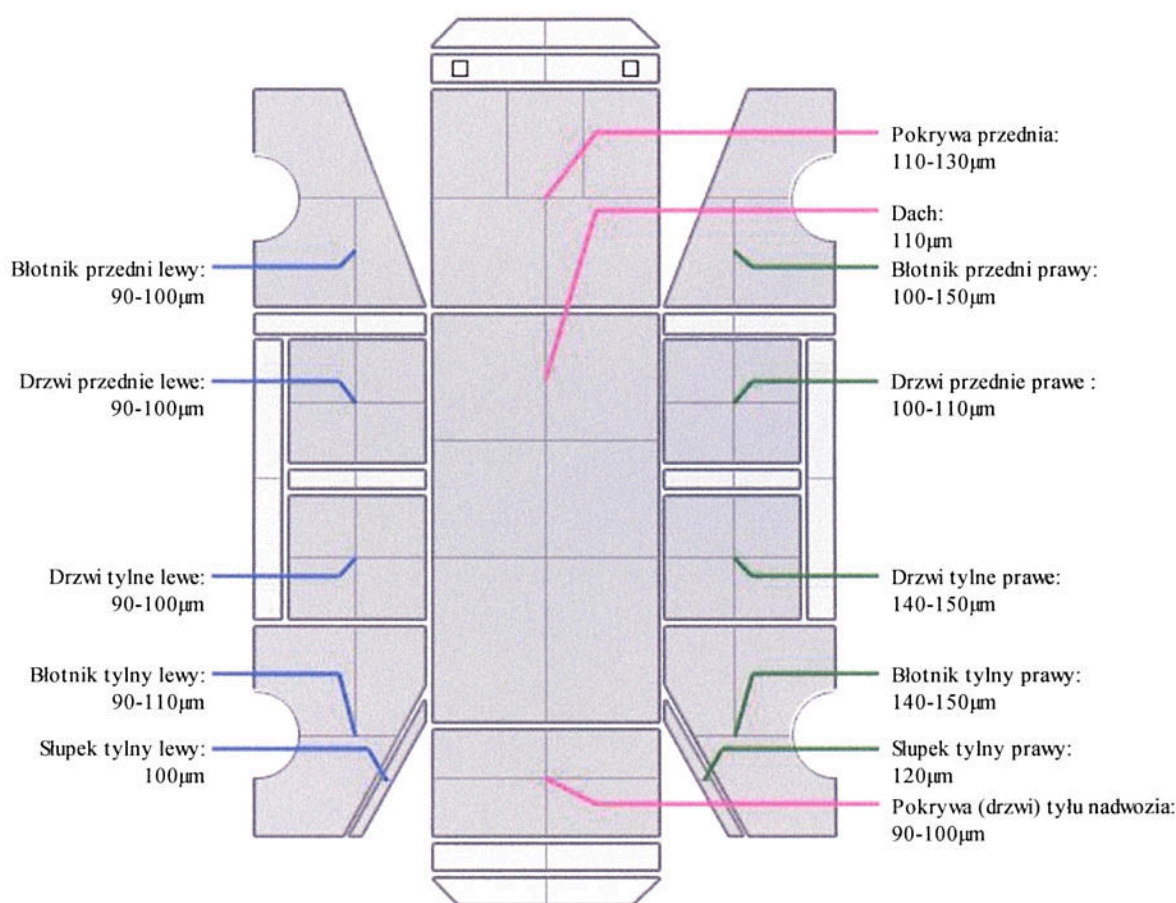 Pokrywa przednia:
110-130µm
Dach:
110µm
Błotnik przedni lewy:
90-100µm
Błotnik przedni prawy:
100-150µm
Drzwi przednie lewe:
90-100µm
Drzwi przednie prawe :
100-110µm
Drzwi tylne lewe:
90-100µm
Drzwi tylne prawe:
140-150µm
Błotnik tylny lewy:
90-110µm
Błotnik tylny prawy:
140-150µm
Słupek tylny lewy:
100µm
Słupek tylny prawy:
120µm
Pokrywa (drzwi) tyłu nadwozia:
90-100µm